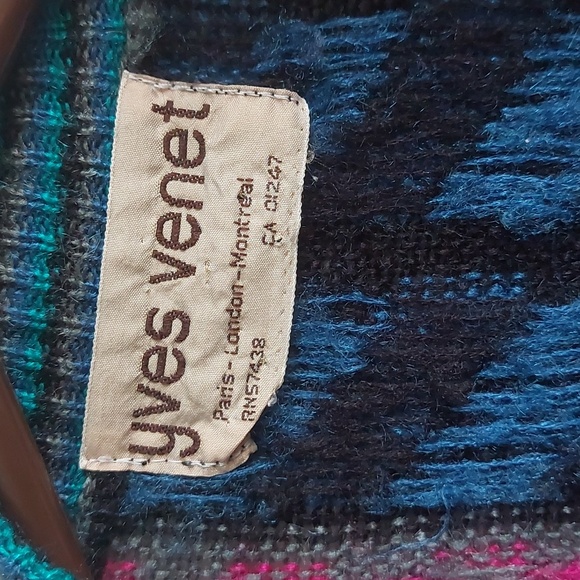 yves venet
Paris-London-Montreal
RN57438 CA 01247